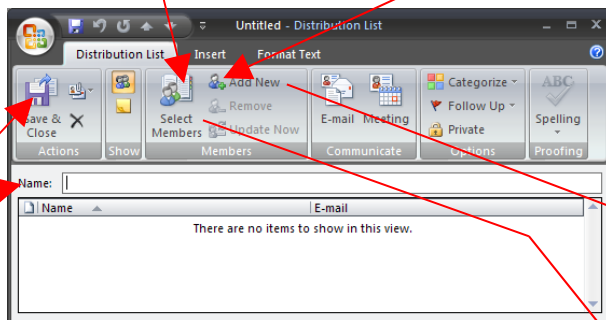 Untitled - Distribution List
Distribution List Insert Format Text
Save & Close
Select Members
Add New
Remove
Update Now
E-mail Meeting
Categorize
Follow Up
Private
ABC
Spelling
Actions Show Members Communicate Options Proofing
Name:
Name E-mail
There are no items to show in this view.